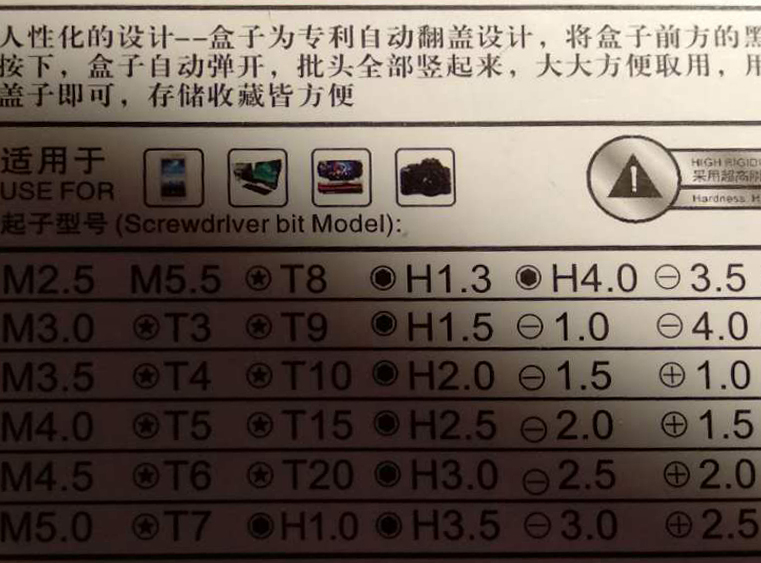 人性化的设计--盒子为专利自动翻盖设计，将盒子前方的黑
按下，盒子自动弹开，批头全部竖起来，大大方便取用，用
盖子即可，存储收藏皆方便
适用于
USE FOR
HIGH RIGIDI
采用超高刚
Hardness: H
起子型号 (Screwdrlver bit Model):
M2.5 M5.5 T8 H1.3 H4.0 ⊖ 3.5
M3.0 T3 T9 H1.5 ⊖ 1.0 ⊖ 4.0
M3.5 T4 T10 H2.0 ⊖ 1.5 ⊕ 1.0
M4.0 T5 T15 H2.5 ⊖ 2.0 ⊕ 1.5
M4.5 T6 T20 H3.0 ⊖ 2.5 ⊕ 2.0
M5.0 T7 H1.0 H3.5 ⊖ 3.0 ⊕ 2.5